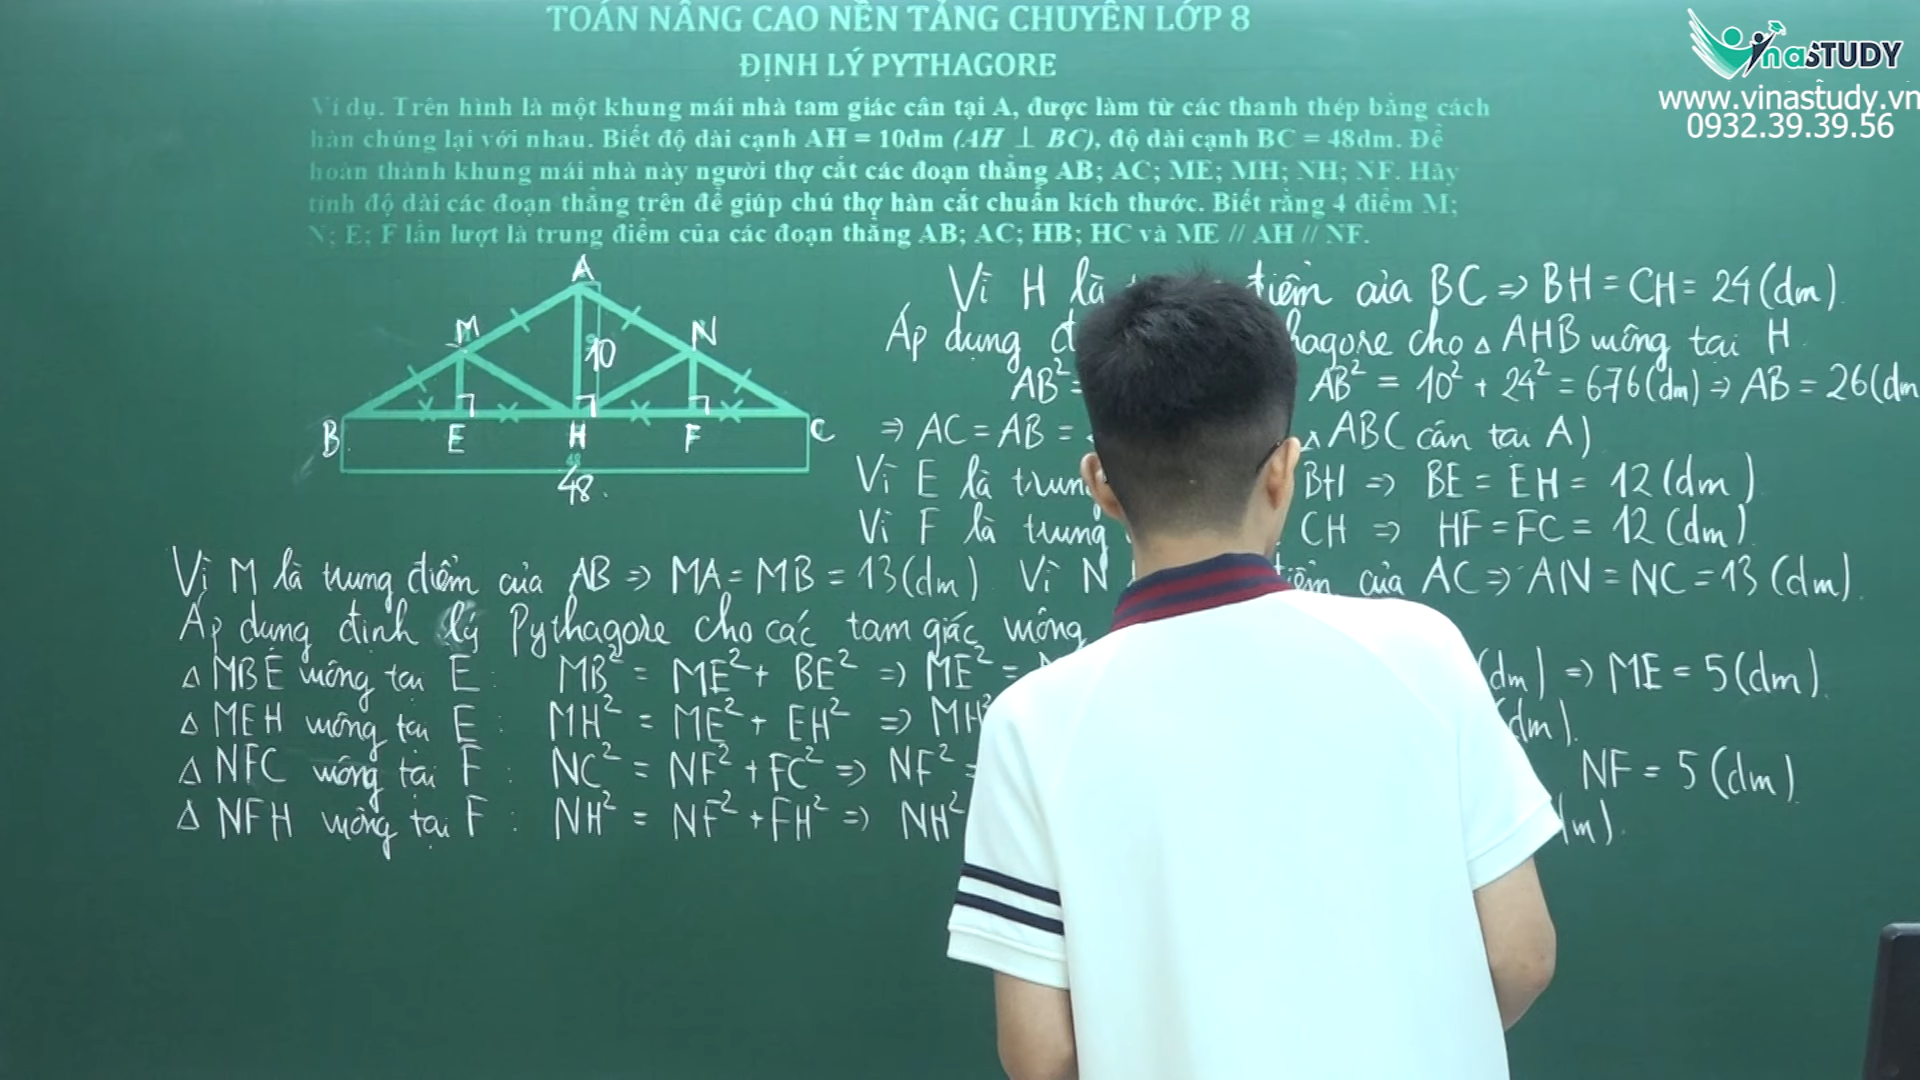 TOÁN NÂNG CAO NỀN TẢNG CHUYÊN LỚP 8
ĐỊNH LÝ PYTHAGORE
VinaSTUDY
www.vinastudy.vn
0932.39.39.56
Ví dụ. Trên hình là một khung mái nhà tam giác cân tại A, được làm từ các thanh thép bằng cách
hàn chúng lại với nhau. Biết độ dài cạnh AH = 10dm (AH ⊥ BC), độ dài cạnh BC = 48dm. Để
hoàn thành khung mái nhà này người thợ cắt các đoạn thẳng AB; AC; ME; MH; NH; NF. Hãy
tính độ dài các đoạn thẳng trên để giúp chú thợ hàn cắt chuẩn kích thước. Biết rằng 4 điểm M;
N; E; F lần lượt là trung điểm của các đoạn thẳng AB; AC; HB; HC và ME // AH // NF.
A
M
N
10
B
E
H
F
C
48
48.
Vì H là điểm của BC ⇒ BH = CH = 24 (dm)
Áp dụng cho △ AHB vuông tại H
AB² = AB² = 10² + 24² = 676 (dm) ⇒ AB = 26 (dm
⇒ AC = AB = △ ABC cân tại A)
Vì E là BH ⇒ BE = EH = 12 (dm)
Vì F là trung CH ⇒ HF = FC = 12 (dm)
Vì M là trung điểm của AB ⇒ MA = MB = 13 (dm) Vì N điểm của AC ⇒ AN = NC = 13 (dm).
Áp dụng định lý Pythagore cho các tam giác vuông
△ MBE vuông tại E : MB² = ME² + BE² ⇒ ME² = (dm) ⇒ ME = 5 (dm).
△ MEH vuông tại E : MH² = ME² + EH² ⇒ MH² dm).
△ NFC vuông tại F : NC² = NF² + FC² ⇒ NF² = NF = 5 (dm)
△ NFH vuông tại F : NH² = NF² + FH² ⇒ NH² dm).